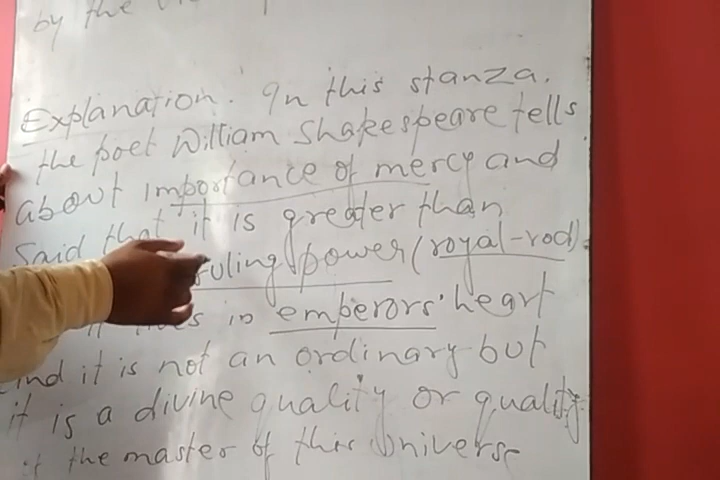 by the
Explanation. In this stanza.
the poet William Shakespeare tells
about importance of mercy and
Said that it is greater than
ruling power (royal-rod).
in emperors' heart
and it is not an ordinary but
it is a divine quality or quality
of the master of this Universe